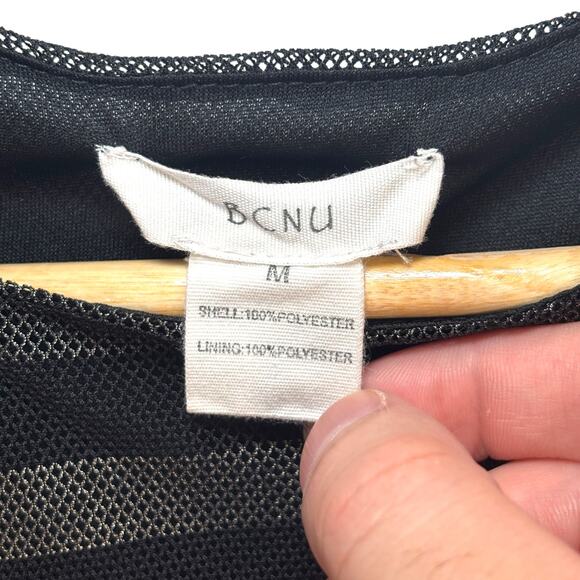 BCNU
M
SHELL:100%POLYESTER
LINING:100%POLYESTER